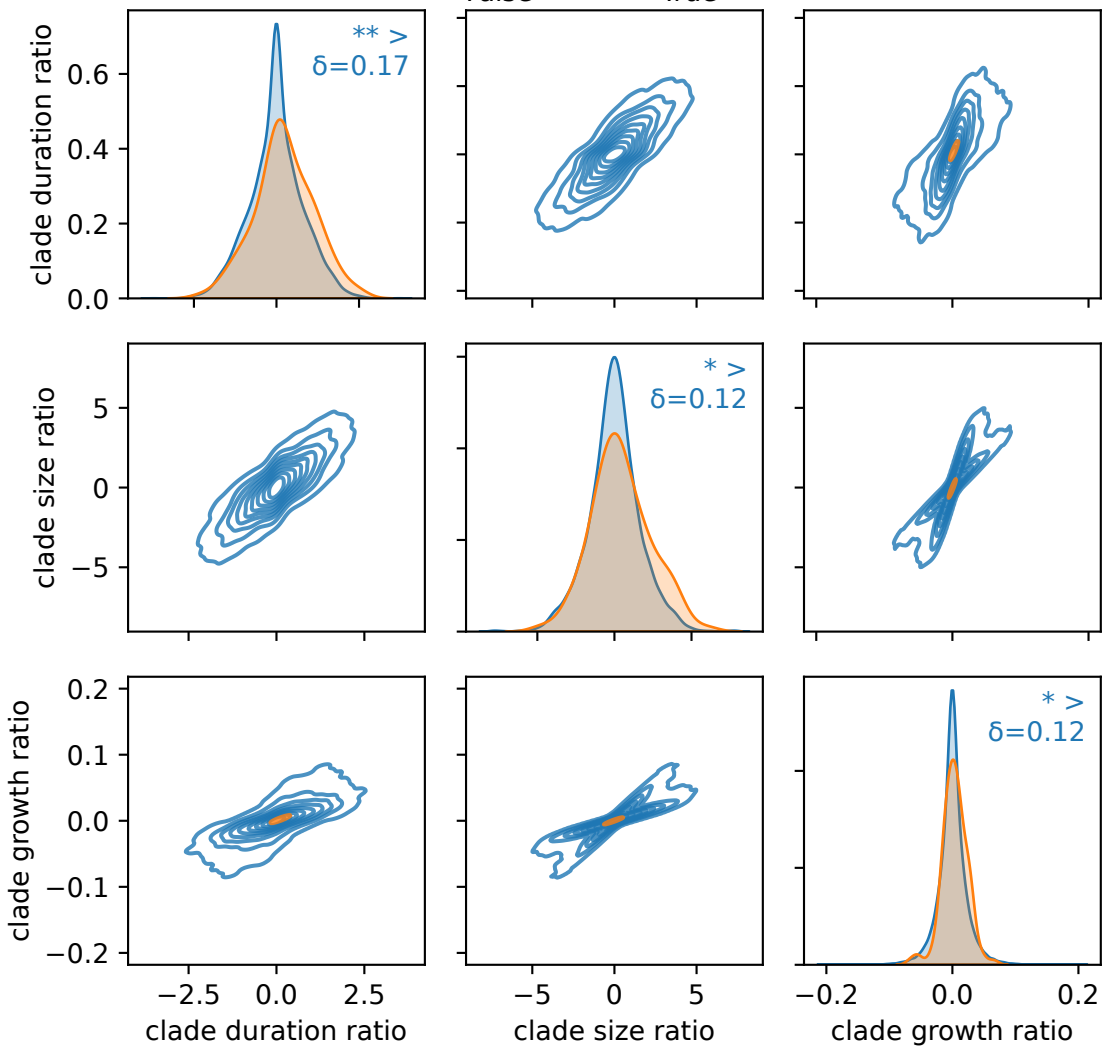 clade duration ratio
0.6
0.4
0.2
0.0
** >
δ=0.17
clade size ratio
5
0
−5
* >
δ=0.12
clade growth ratio
0.2
0.1
0.0
−0.1
−0.2
* >
δ=0.12
−2.5 0.0 2.5
−5 0 5
−0.2 0.0 0.2
clade duration ratio
clade size ratio
clade growth ratio